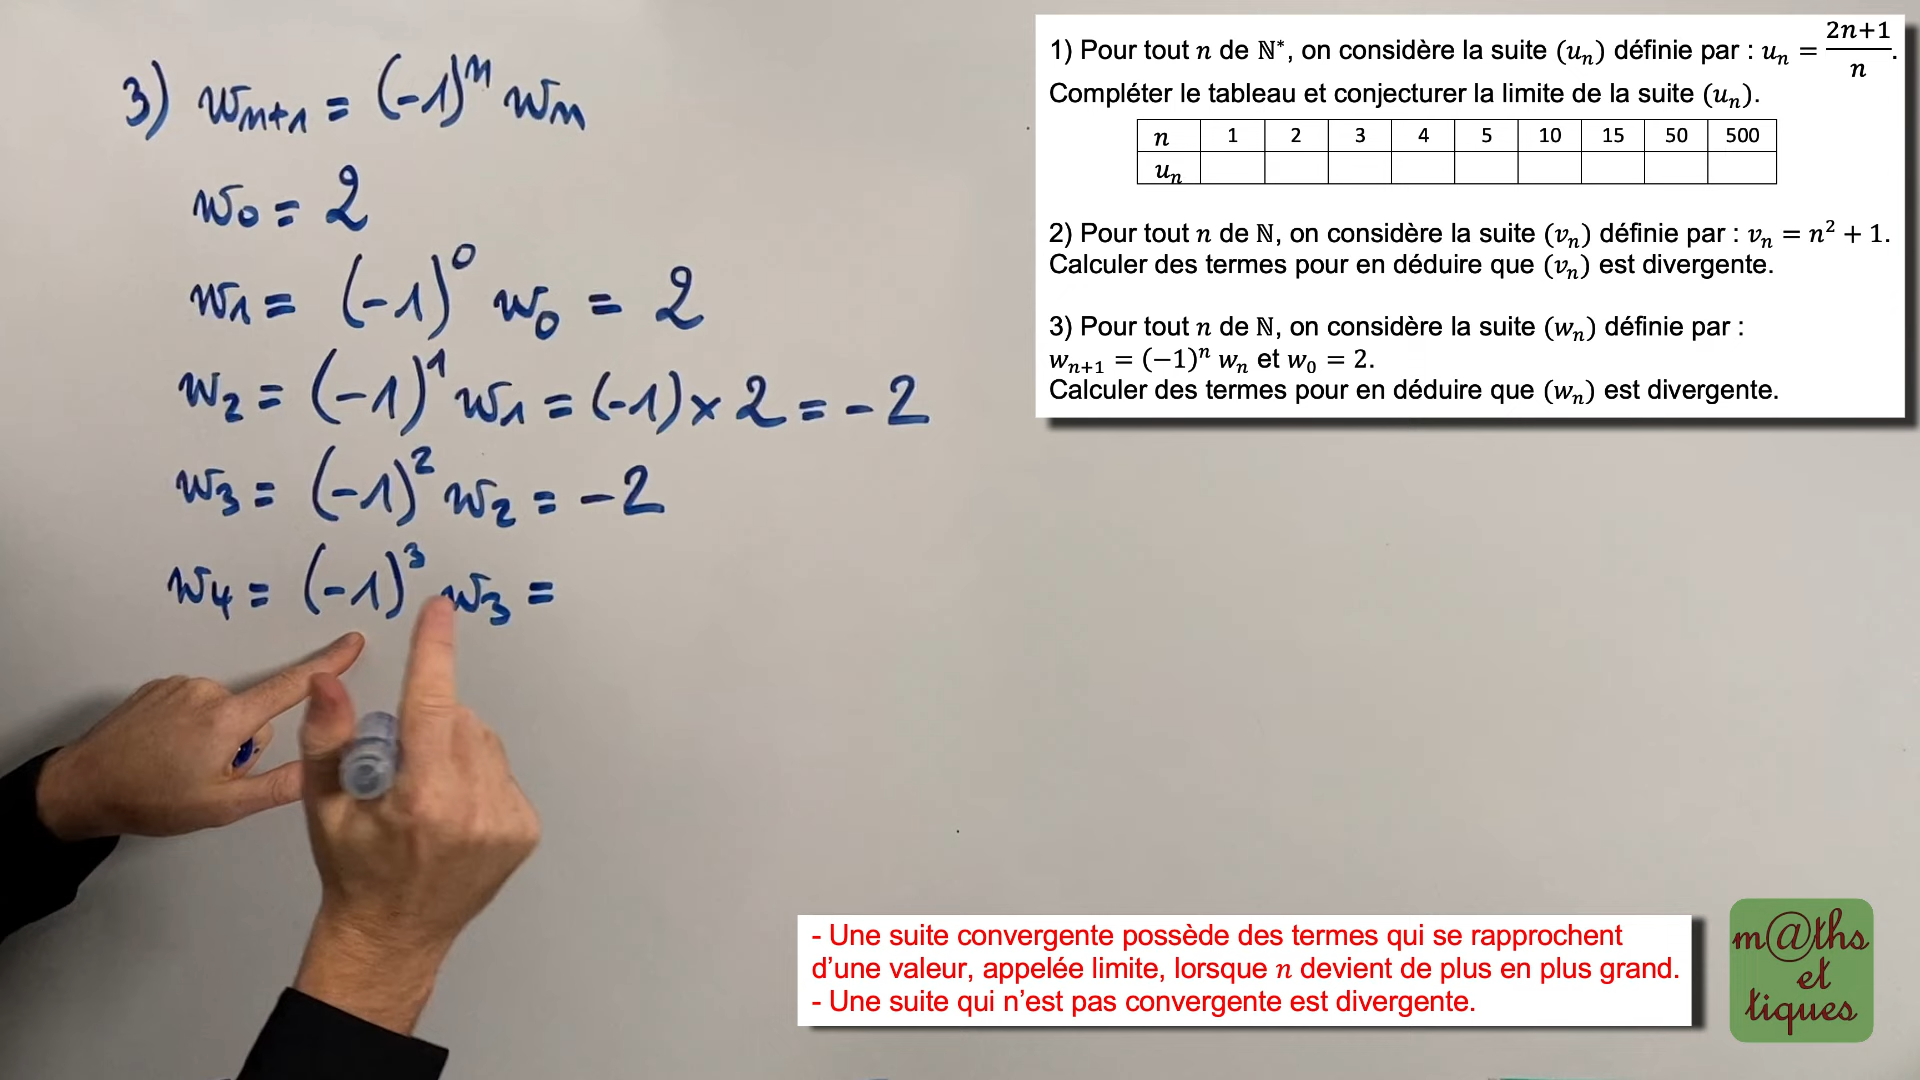 3) wₙ₊₁ = (-1)ⁿ wₙ
w₀ = 2
w₁ = (-1)⁰ w₀ = 2
w₂ = (-1)¹ w₁ = (-1) × 2 = -2
w₃ = (-1)² w₂ = -2
w₄ = (-1)³ w₃ =
1) Pour tout n de ℕ*, on considère la suite (uₙ) définie par : uₙ = (2n+1)/n.
Compléter le tableau et conjecturer la limite de la suite (uₙ).
n 1 2 3 4 5 10 15 50 500
uₙ
2) Pour tout n de ℕ, on considère la suite (vₙ) définie par : vₙ = n² + 1.
Calculer des termes pour en déduire que (vₙ) est divergente.
3) Pour tout n de ℕ, on considère la suite (wₙ) définie par :
wₙ₊₁ = (−1)ⁿ wₙ et w₀ = 2.
Calculer des termes pour en déduire que (wₙ) est divergente.
- Une suite convergente possède des termes qui se rapprochent
d'une valeur, appelée limite, lorsque n devient de plus en plus grand.
- Une suite qui n'est pas convergente est divergente.
m@ths
et
tiques